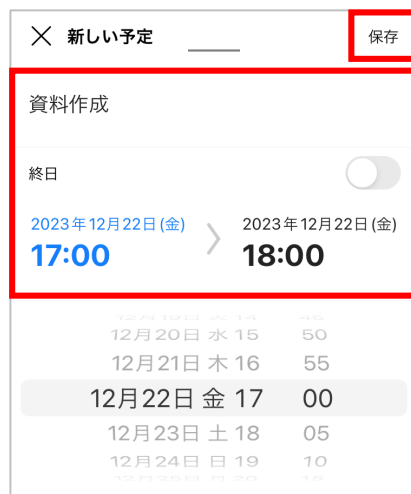 新しい予定 保存
資料作成
終日
2023年12月22日(金) 2023年12月22日(金)
17:00 18:00
12月20日 水 15 50
12月21日 木 16 55
12月22日 金 17 00
12月23日 土 18 05
12月24日 日 19 10